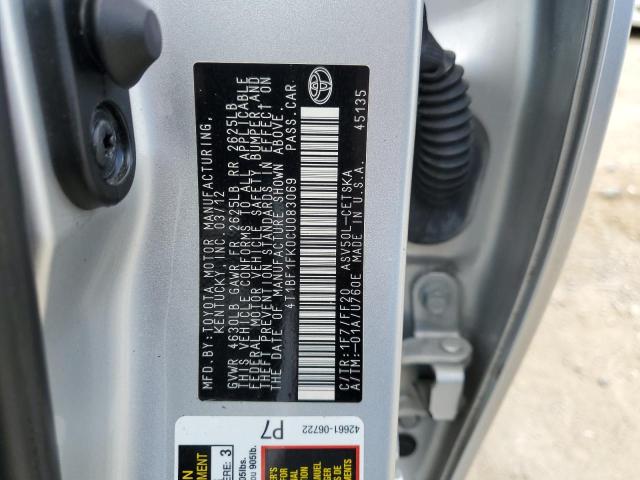 MFD.BY:TOYOTA MOTOR MANUFACTURING,
KENTUCKY, INC. 03/12
GVWR 4630LB GAWR FR 2625LB RR 2625LB
THIS VEHICLE CONFORMS TO ALL APPLICABLE
FEDERAL MOTOR VEHICLE SAFETY BUMPER,AND
THEFT PREVENTION STANDARDS IN EFFECT ON
THE DATE OF MANUFACTURE SHOWN ABOVE.
4T1BF1FK0CU083069 PASS.CAR
C/TR:1F7/FF20 ASV50L-CETSKA
A/TM:-01A/U760E MADE IN U.S.A. 45135
42661-06722
P7